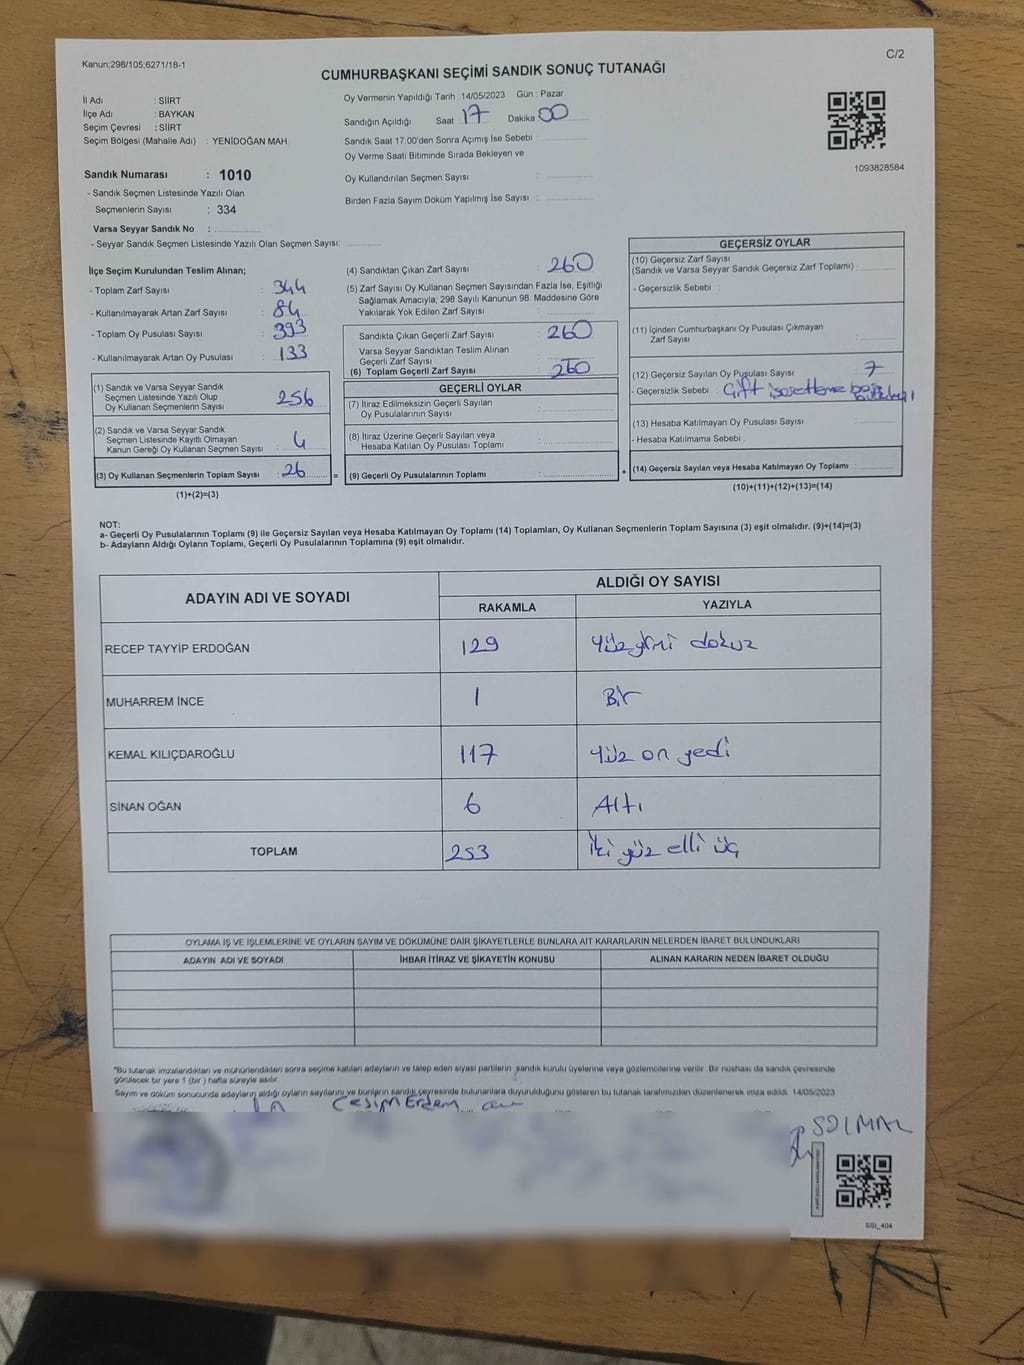 Kanun;298/105;6271/18-1
C/2
CUMHURBAŞKANI SEÇİMİ SANDIK SONUÇ TUTANAĞI
İl Adı : SİİRT
İlçe Adı : BAYKAN
Seçim Çevresi : SİİRT
Seçim Bölgesi (Mahalle Adı) : YENİDOĞAN MAH
Sandık Numarası : 1010
- Sandık Seçmen Listesinde Yazılı Olan
Seçmenlerin Sayısı : 334
Varsa Seyyar Sandık No :
- Seyyar Sandık Seçmen Listesinde Yazılı Olan Seçmen Sayısı:
Oy Vermenin Yapıldığı Tarih : 14/05/2023 Gün : Pazar
Sandığın Açıldığı Saat : 17 Dakika : 00
Sandık Saat 17:00'den Sonra Açımış İse Sebebi :
Oy Verme Saati Bitiminde Sırada Bekleyen ve
Oy Kullandırılan Seçmen Sayısı :
Birden Fazla Sayım Döküm Yapılmış İse Sayısı :
1093828584
İlçe Seçim Kurulundan Teslim Alınan;
- Toplam Zarf Sayısı : 344
- Kullanılmayarak Artan Zarf Sayısı : 84
- Toplam Oy Pusulası Sayısı : 393
- Kullanılmayarak Artan Oy Pusulası : 133
(1) Sandık ve Varsa Seyyar Sandık
Seçmen Listesinde Yazılı Olup
Oy Kullanan Seçmenlerin Sayısı : 256
(2) Sandık ve Varsa Seyyar Sandık
Seçmen Listesinde Kayıtlı Olmayan
Kanun Gereği Oy Kullanan Seçmen Sayısı : 4
(3) Oy Kullanan Seçmenlerin Toplam Sayısı : 26
(1)+(2)=(3)
(4) Sandıktan Çıkan Zarf Sayısı : 260
(5) Zarf Sayısı Oy Kullanan Seçmen Sayısından Fazla İse, Eşitliği
Sağlamak Amacıyla; 298 Sayılı Kanunun 98. Maddesine Göre
Yakılarak Yok Edilen Zarf Sayısı :
Sandıkta Çıkan Geçerli Zarf Sayısı : 260
Varsa Seyyar Sandıktan Teslim Alınan
Geçerli Zarf Sayısı :
(6) Toplam Geçerli Zarf Sayısı : 260
GEÇERLİ OYLAR
(7) İtiraz Edilmeksizin Geçerli Sayılan
Oy Pusulalarının Sayısı :
(8) İtiraz Üzerine Geçerli Sayılan veya
Hesaba Katılan Oy Pusulası Toplamı :
= (9) Geçerli Oy Pusulalarının Toplamı :
GEÇERSİZ OYLAR
(10) Geçersiz Zarf Sayısı
(Sandık ve Varsa Seyyar Sandık Geçersiz Zarf Toplamı) :
- Geçersizlik Sebebi :
(11) İçinden Cumhurbaşkanı Oy Pusulası Çıkmayan
Zarf Sayısı :
(12) Geçersiz Sayılan Oy Pusulası Sayısı : 7
- Geçersizlik Sebebi : Çift
(13) Hesaba Katılmayan Oy Pusulası Sayısı :
- Hesaba Katılmama Sebebi :
+ (14) Geçersiz Sayılan veya Hesaba Katılmayan Oy Toplamı :
(10)+(11)+(12)+(13)=(14)
NOT:
a- Geçerli Oy Pusulalarının Toplamı (9) ile Geçersiz Sayılan veya Hesaba Katılmayan Oy Toplamı (14) Toplamları, Oy Kullanan Seçmenlerin Toplam Sayısına (3) eşit olmalıdır. (9)+(14)=(3)
b- Adayların Aldığı Oyların Toplamı, Geçerli Oy Pusulalarının Toplamına (9) eşit olmalıdır.
ADAYIN ADI VE SOYADI ALDIĞI OY SAYISI
RAKAMLA YAZIYLA
RECEP TAYYİP ERDOĞAN 129 Yüz yirmi dokuz
MUHARREM İNCE 1 Bir
KEMAL KILIÇDAROĞLU 117 Yüz on yedi
SİNAN OĞAN 6 Altı
TOPLAM 253 İki yüz elli üç
OYLAMA İŞ VE İŞLEMLERİNE VE OYLARIN SAYIM VE DÖKÜMÜNE DAİR ŞİKAYETLERLE BUNLARA AİT KARARLARIN NELERDEN İBARET BULUNDUKLARI
ADAYIN ADI VE SOYADI İHBAR İTİRAZ VE ŞİKAYETİN KONUSU ALINAN KARARIN NEDEN İBARET OLDUĞU
"Bu tutanak imzalandıktan ve mühürlendikten sonra seçime katılan adayların ve talep eden siyasi partilerin sandık kurulu üyelerine veya gözlemcilerine verilir. Bir nüshası da sandık çevresinde
görülecek bir yere 1 (bir) hafta süreyle asılır.
Sayım ve döküm sonucunda adayların aldığı oyların sayılarını ve bunların sandık çevresinde bulunanlara duyurulduğunu gösteren bu tutanak tarafımızdan düzenlenerek imza edildi. 14/05/2023
Erdem
SOLMAZ
SSI_404